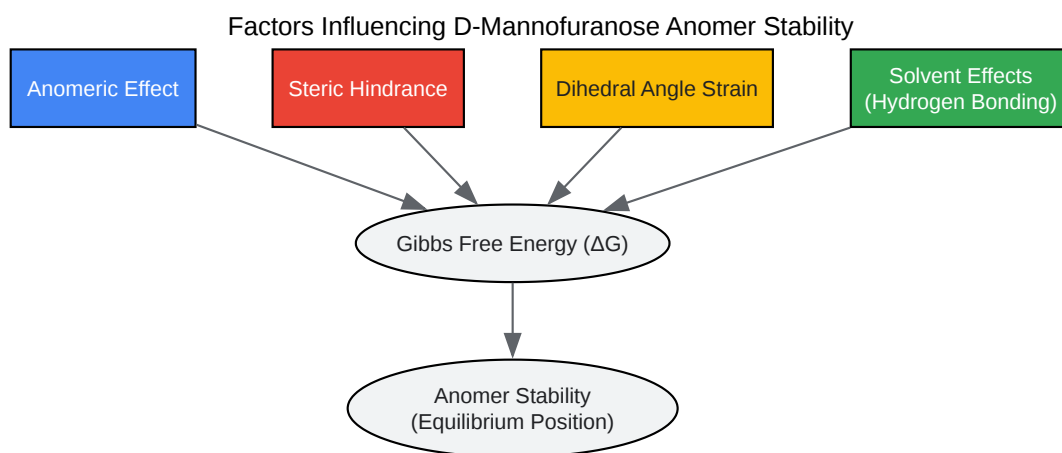 Factors Influencing D-Mannofuranose Anomer Stability
Anomeric Effect
Steric Hindrance
Dihedral Angle Strain
Solvent Effects
(Hydrogen Bonding)
Gibbs Free Energy (ΔG)
Anomer Stability
(Equilibrium Position)